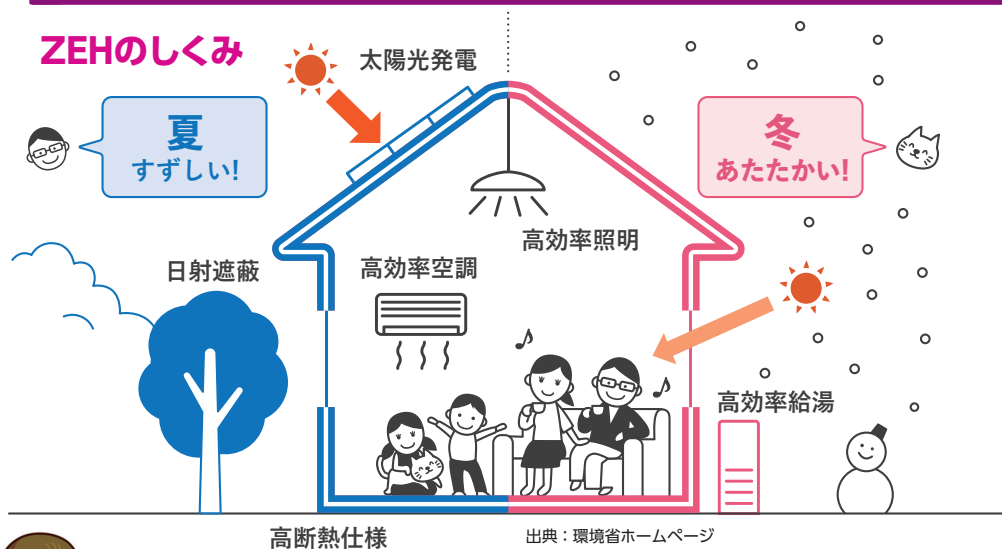 ZEHのしくみ
太陽光発電
夏
すずしい!
冬
あたたかい!
高効率照明
日射遮蔽
高効率空調
高効率給湯
高断熱仕様
出典：環境省ホームページ